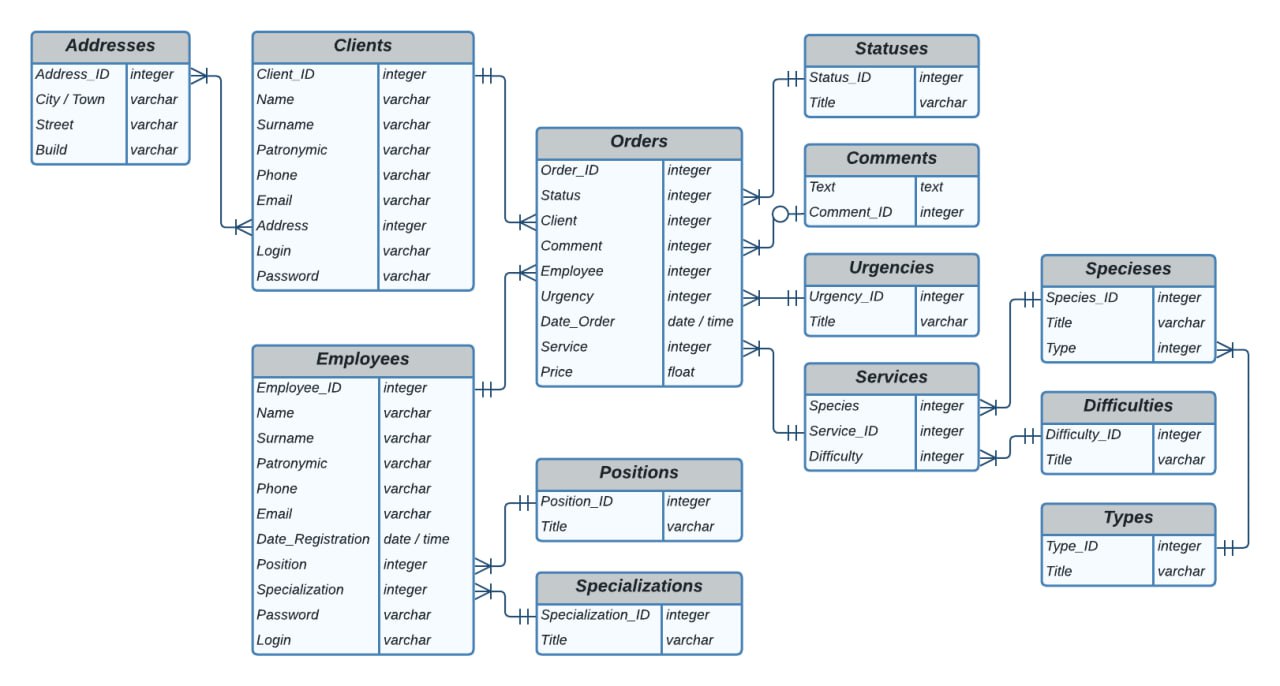 Addresses
Address_ID integer
City / Town varchar
Street varchar
Build varchar
Clients
Client_ID integer
Name varchar
Surname varchar
Patronymic varchar
Phone varchar
Email varchar
Address integer
Login varchar
Password varchar
Employees
Employee_ID integer
Name varchar
Surname varchar
Patronymic varchar
Phone varchar
Email varchar
Date_Registration date / time
Position integer
Specialization integer
Password varchar
Login varchar
Orders
Order_ID integer
Status integer
Client integer
Comment integer
Employee integer
Urgency integer
Date_Order date / time
Service integer
Price float
Positions
Position_ID integer
Title varchar
Specializations
Specialization_ID integer
Title varchar
Statuses
Status_ID integer
Title varchar
Comments
Text text
Comment_ID integer
Urgencies
Urgency_ID integer
Title varchar
Services
Species integer
Service_ID integer
Difficulty integer
Specieses
Species_ID integer
Title varchar
Type integer
Difficulties
Difficulty_ID integer
Title varchar
Types
Type_ID integer
Title varchar